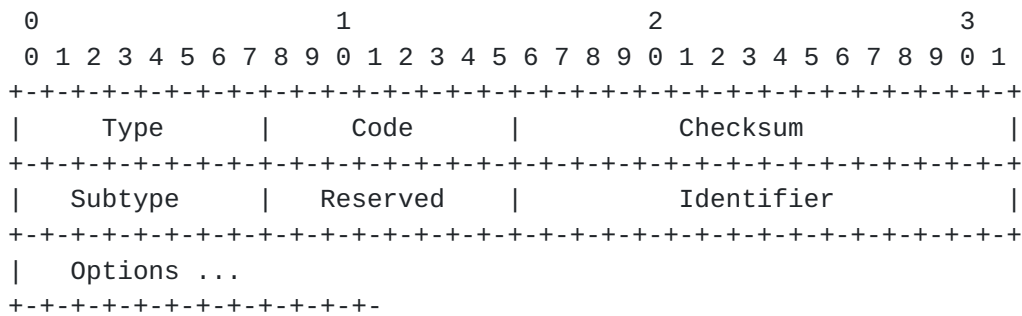 0                   1                   2                   3
 0 1 2 3 4 5 6 7 8 9 0 1 2 3 4 5 6 7 8 9 0 1 2 3 4 5 6 7 8 9 0 1
+-+-+-+-+-+-+-+-+-+-+-+-+-+-+-+-+-+-+-+-+-+-+-+-+-+-+-+-+-+-+-+-+
|     Type      |     Code      |          Checksum             |
+-+-+-+-+-+-+-+-+-+-+-+-+-+-+-+-+-+-+-+-+-+-+-+-+-+-+-+-+-+-+-+-+
|   Subtype     |   Reserved    |          Identifier           |
+-+-+-+-+-+-+-+-+-+-+-+-+-+-+-+-+-+-+-+-+-+-+-+-+-+-+-+-+-+-+-+-+
|   Options ...
+-+-+-+-+-+-+-+-+-+-+-+-